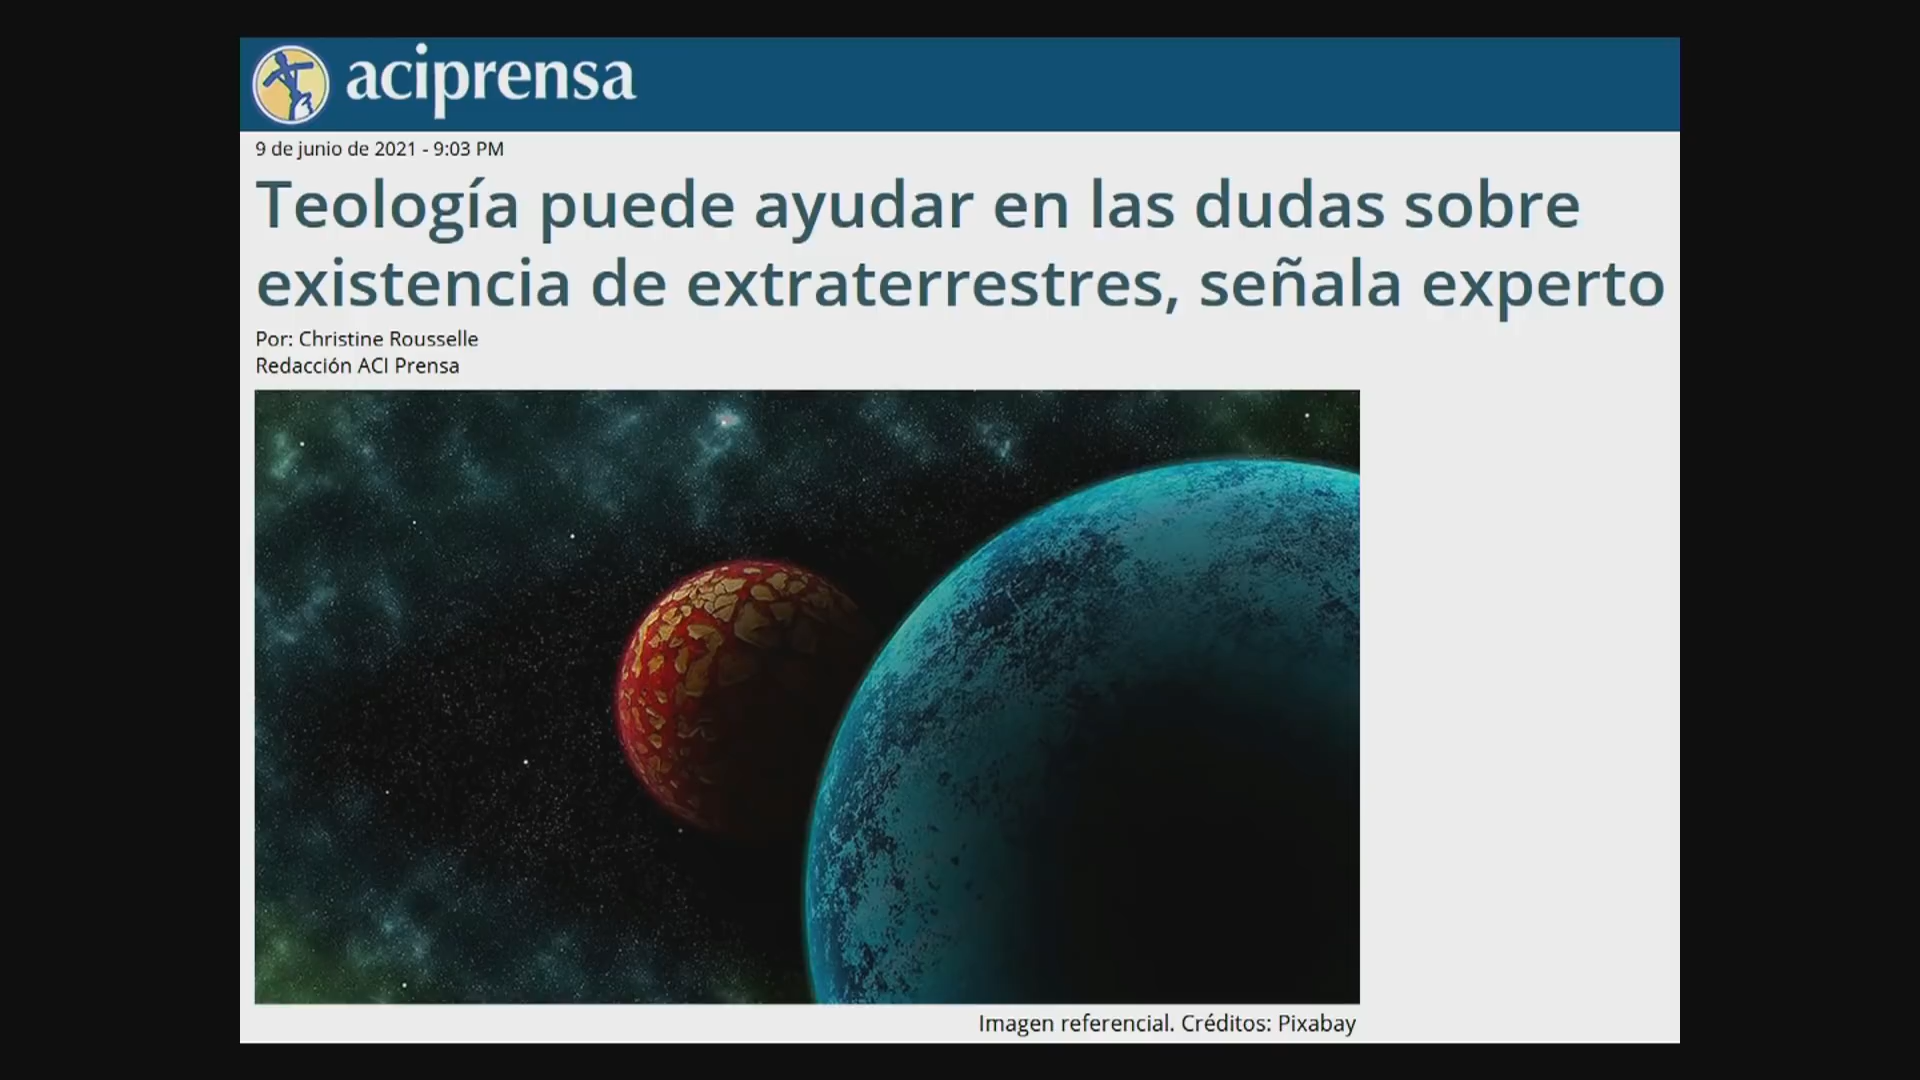 aciprensa
9 de junio de 2021 - 9:03 PM
Teología puede ayudar en las dudas sobre
existencia de extraterrestres, señala experto
Por: Christine Rousselle
Redacción ACI Prensa
Imagen referencial. Créditos: Pixabay